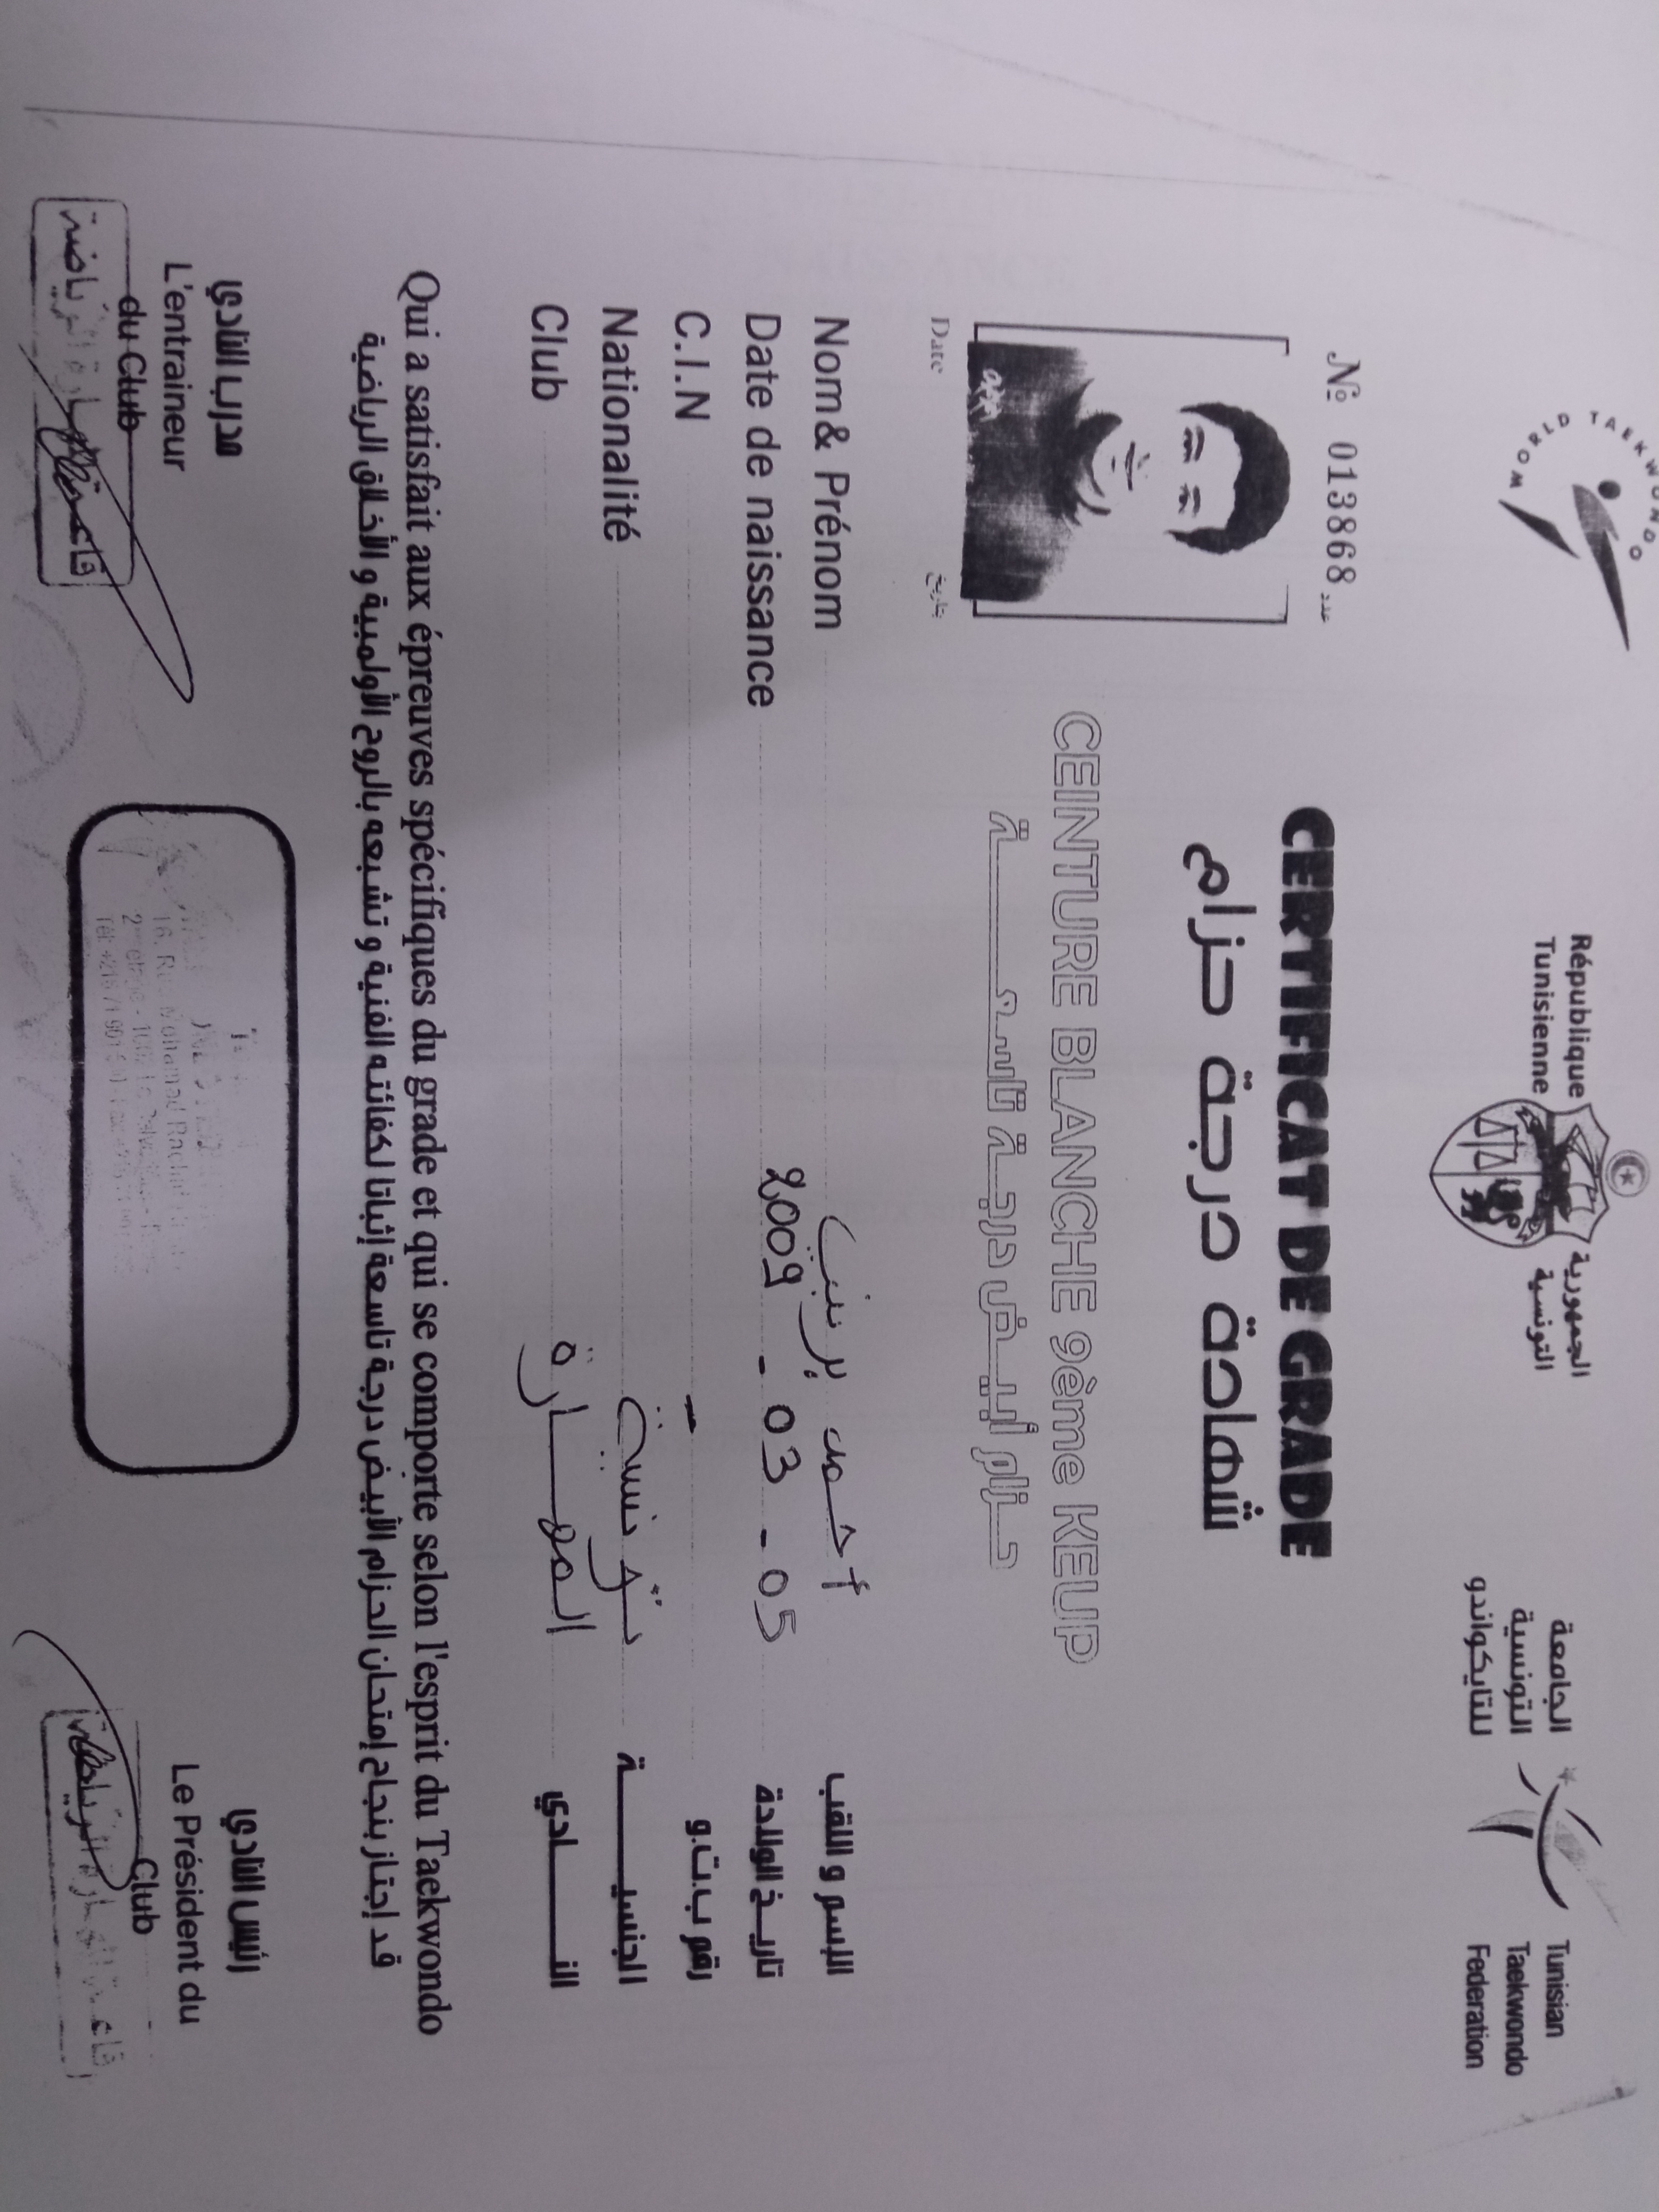 WORLD TAEKWONDO
République
Tunisienne
الجمهورية
التونسية
الجامعة
التونسية
للتايكواندو
Tunisian
Taekwondo
Federation
№ 013868 عدد
CERTIFICAT DE GRADE
شهادة درجة حزام
CEINTURE BLANCHE 9ème KEUP
حزام أبيض درجة تاسعة
Date تاريخ
Nom& Prénom أحمد الإسم و اللقب
Date de naissance 2009 - 03 - 05 تاريخ الولادة
C.I.N - رقم ب.ت.و
Nationalité تونسية الجنسية
Club المهارة النادي
Qui a satisfait aux épreuves spécifiques du grade et qui se comporte selon l'esprit du Taekwondo
قد إجتاز بنجاح إمتحان الحزام الأبيض درجة تاسعة إثباتا لكفائته الفنية و تشبعه بالروح الأولمبية و الأخلاق الرياضية
مدرب النادي
L'entraineur
du Club
رئيس النادي
Le Président du
Club
قاعة الرياضية